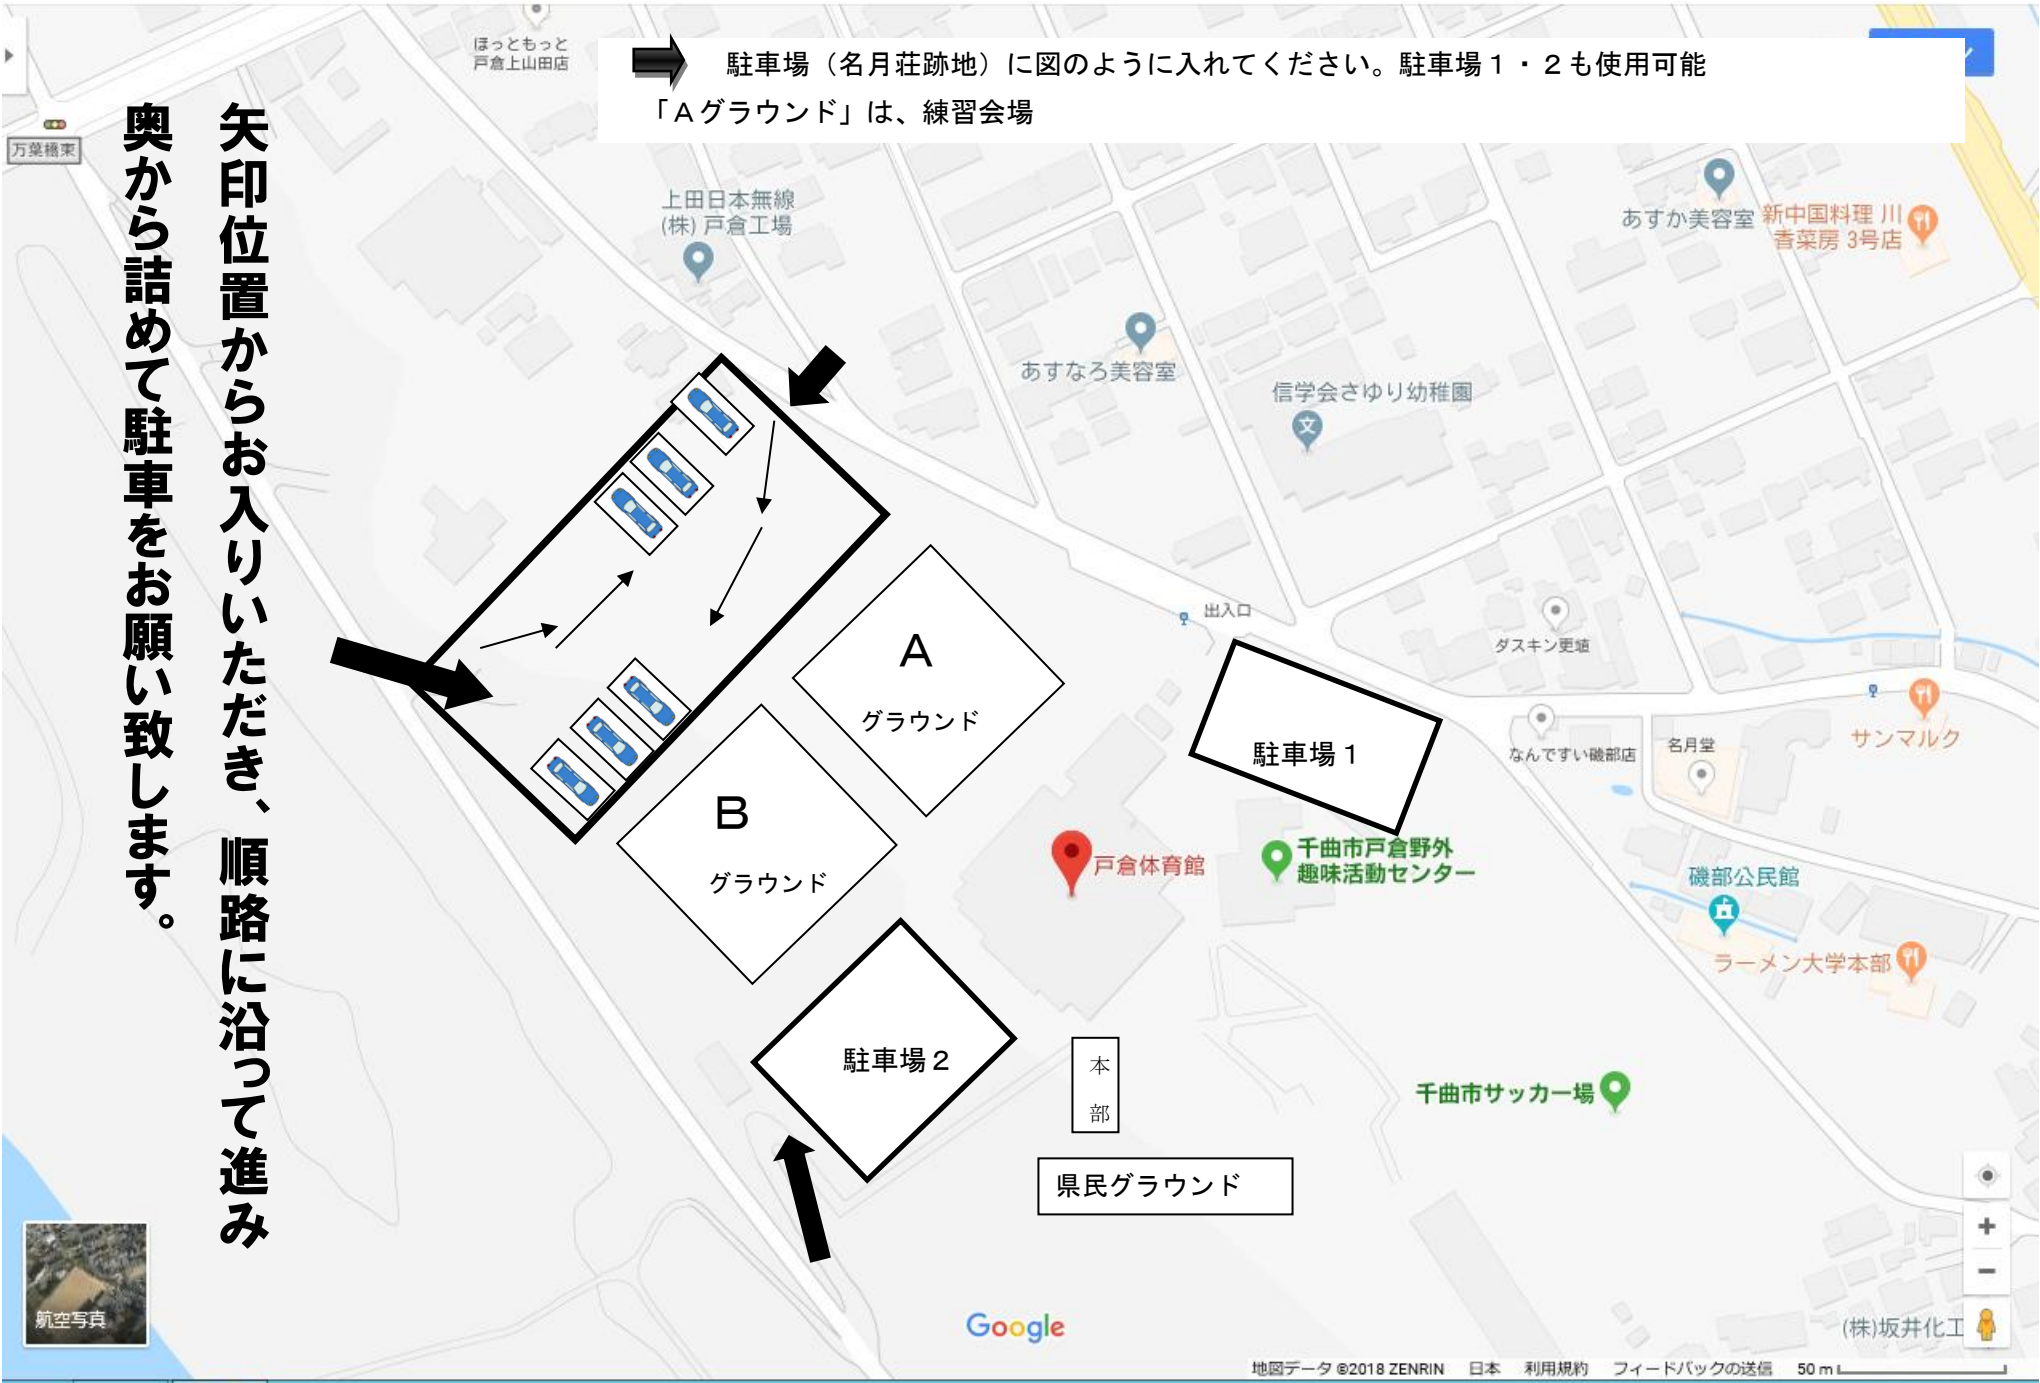 ほっともっと
戸倉上山田店
駐車場（名月荘跡地）に図のように入れてください。駐車場１・２も使用可能
「Ａグラウンド」は、練習会場
万葉橋東
矢印位置からお入りいただき、順路に沿って進み
奥から詰めて駐車をお願い致します。
上田日本無線
(株) 戸倉工場
あすか美容室
新中国料理 川
香菜房 3号店
あすなろ美容室
信学会さゆり幼稚園
文
出入口
ダスキン更埴
A
グラウンド
駐車場１
なんですい磯部店
名月堂
サンマルク
B
グラウンド
戸倉体育館
千曲市戸倉野外
趣味活動センター
磯部公民館
ラーメン大学本部
駐車場２
本
部
千曲市サッカー場
県民グラウンド
航空写真
Google
(株)坂井化工
地図データ ©2018 ZENRIN 日本 利用規約 フィードバックの送信 50 m